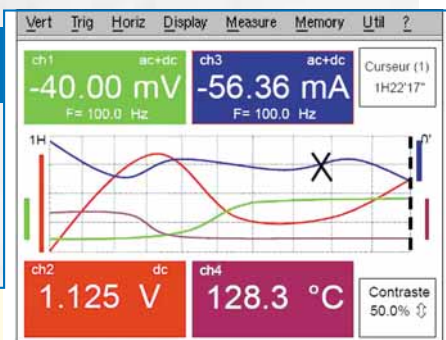 Vert Trig Horiz Display Measure Memory Util ?
ch1 ac+dc
-40.00 mV
F= 100.0 Hz
ch3 ac+dc
-56.36 mA
F= 100.0 Hz
Curseur (1)
1H22'17"
1H
0'
ch2 dc
1.125 V
ch4
128.3 °C
Contraste
50.0% ⇳